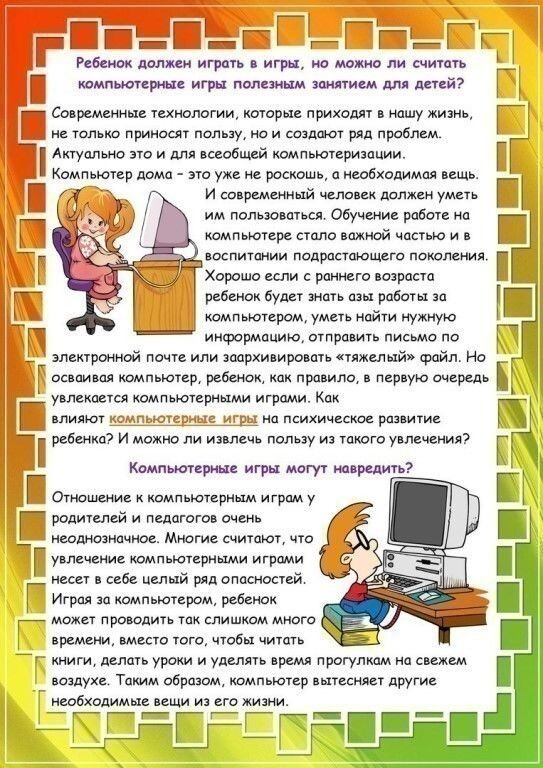 Ребенок должен играть в игры, но можно ли считать
компьютерные игры полезным занятием для детей?
Современные технологии, которые приходят в нашу жизнь,
не только приносят пользу, но и создают ряд проблем.
Актуально это и для всеобщей компьютеризации.
Компьютер дома - это уже не роскошь, а необходимая вещь.
И современный человек должен уметь
им пользоваться. Обучение работе на
компьютере стало важной частью и в
воспитании подрастающего поколения.
Хорошо если с раннего возраста
ребенок будет знать азы работы за
компьютером, уметь найти нужную
информацию, отправить письмо по
электронной почте или заархивировать «тяжелый» файл. Но
осваивая компьютер, ребенок, как правило, в первую очередь
увлекается компьютерными играми. Как
влияют компьютерные игры на психическое развитие
ребенка? И можно ли извлечь пользу из такого увлечения?
Компьютерные игры могут навредить?
Отношение к компьютерным играм у
родителей и педагогов очень
неоднозначное. Многие считают, что
увлечение компьютерными играми
несет в себе целый ряд опасностей.
Играя за компьютером, ребенок
может проводить так слишком много
времени, вместо того, чтобы читать
книги, делать уроки и уделять время прогулкам на свежем
воздухе. Таким образом, компьютер вытесняет другие
необходимые вещи из его жизни.